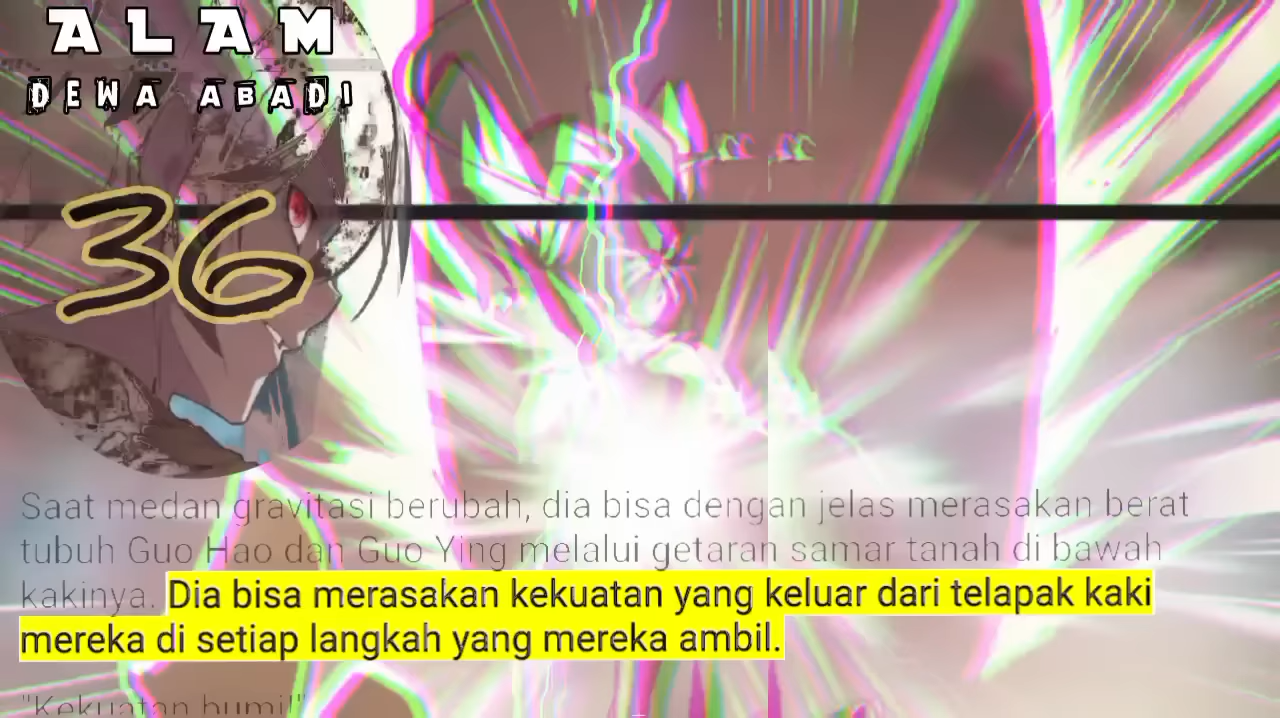 ALAM
DEWA ABADI
36
Saat medan gravitasi berubah, dia bisa dengan jelas merasakan berat
tubuh Guo Hao dan Guo Ying melalui getaran samar tanah di bawah
kakinya. Dia bisa merasakan kekuatan yang keluar dari telapak kaki
mereka di setiap langkah yang mereka ambil.
"Kekuatan bumi!"